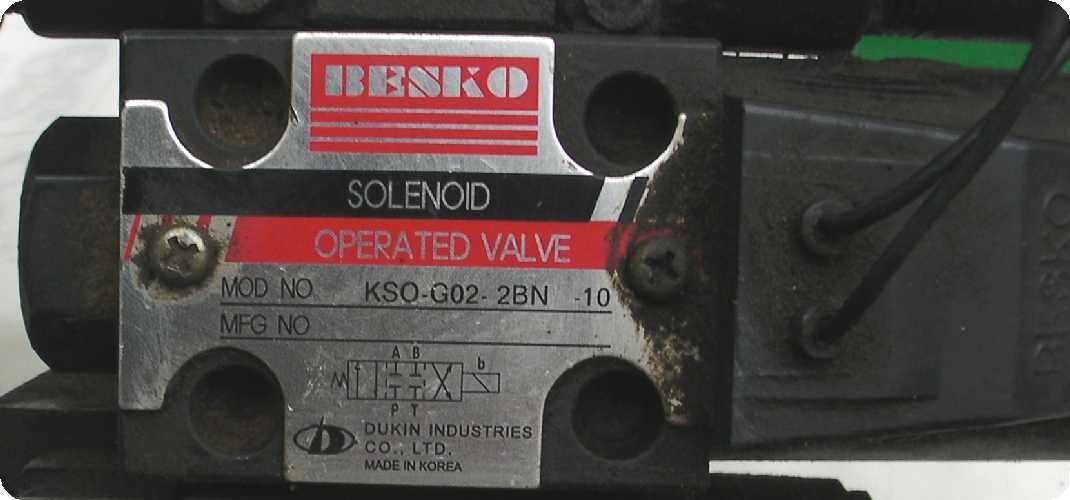 BESKO
SOLENOID
OPERATED VALVE
MOD NO KSO-G02-2BN -10
MFG NO
A B
b
P T
D
DUKIN INDUSTRIES
CO., LTD.
MADE IN KOREA
BESKO